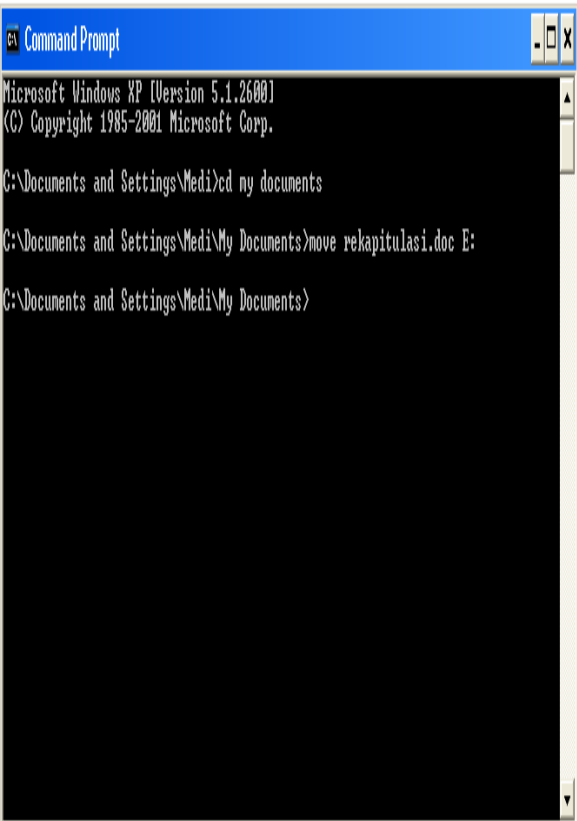 Command Prompt
Microsoft Windows XP [Version 5.1.2600]
(C) Copyright 1985-2001 Microsoft Corp.
C:\Documents and Settings\Medi>cd my documents
C:\Documents and Settings\Medi\My Documents>move rekapitulasi.doc E:
C:\Documents and Settings\Medi\My Documents>